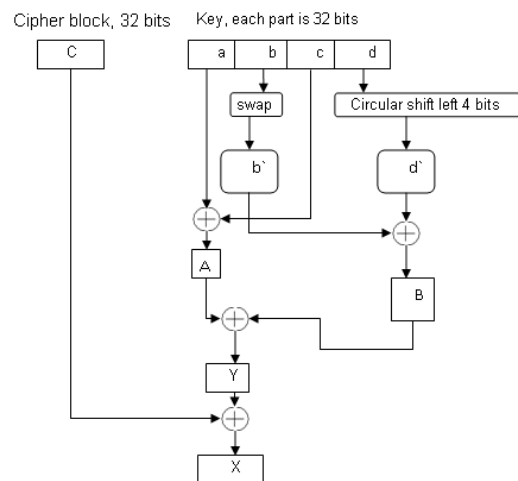 Cipher block, 32 bits Key, each part is 32 bits
C a b c d
swap Circular shift left 4 bits
b` d`
A
B
Y
X